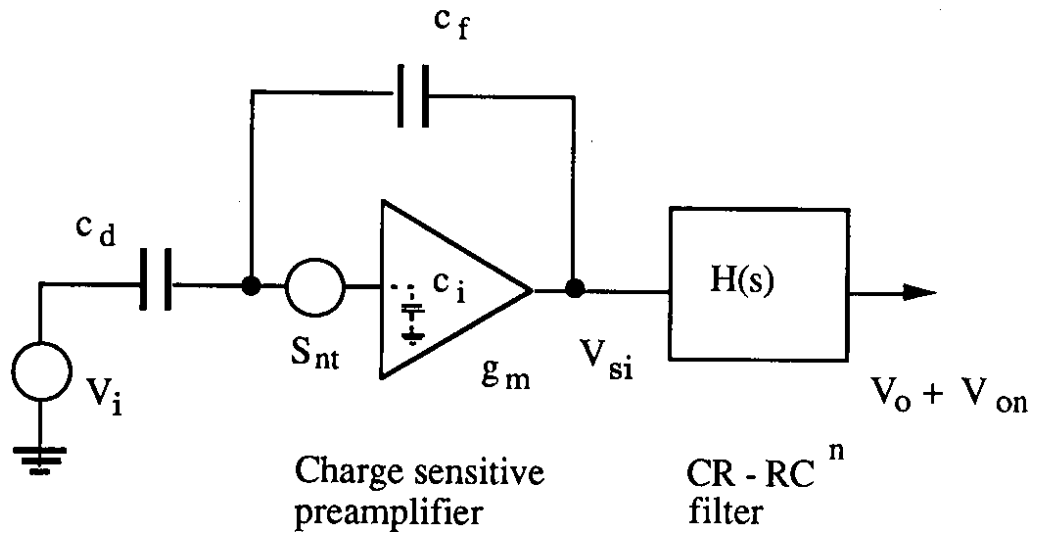 c f
c d
c i
H(s)
S nt
g m
V si
V i
V o + V on
Charge sensitive
preamplifier
CR - RC n
filter